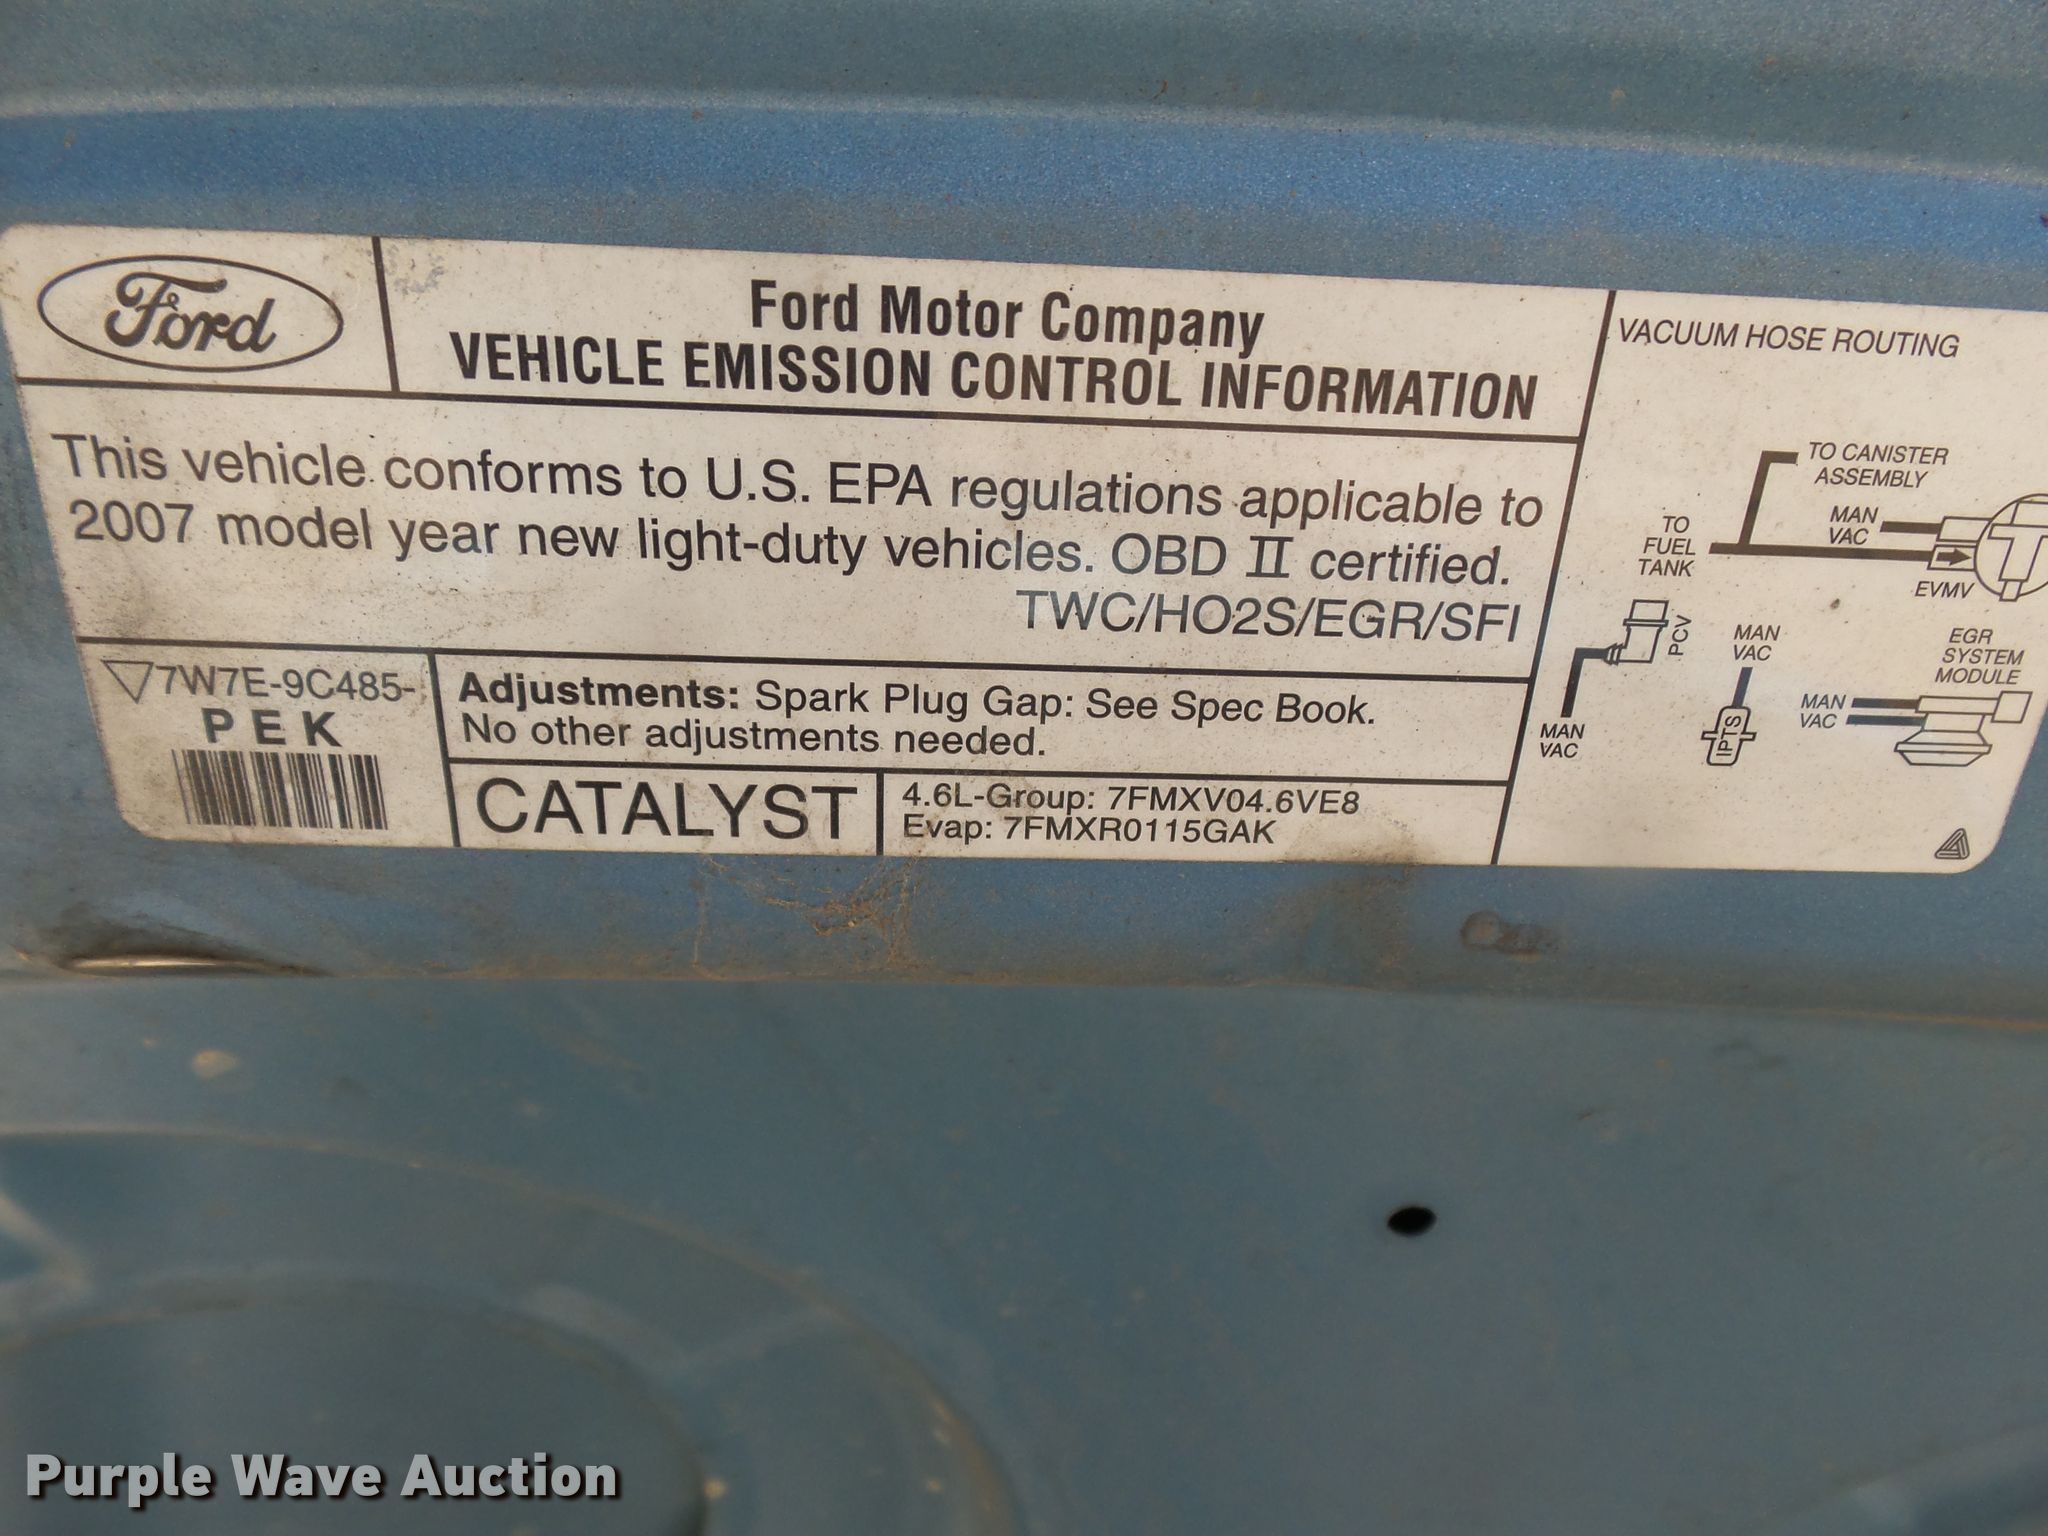 Ford
Ford Motor Company
VEHICLE EMISSION CONTROL INFORMATION
This vehicle conforms to U.S. EPA regulations applicable to
2007 model year new light-duty vehicles. OBD II certified.
TWC/HO2S/EGR/SFI
7W7E-9C485-
PEK
Adjustments: Spark Plug Gap: See Spec Book.
No other adjustments needed.
CATALYST
4.6L-Group: 7FMXV04.6VE8
Evap: 7FMXR0115GAK
VACUUM HOSE ROUTING
TO CANISTER
ASSEMBLY
MAN
VAC
TO
FUEL
TANK
EVMV
PCV
MAN
VAC
MAN
VAC
IPTS
EGR
SYSTEM
MODULE
MAN
VAC
Purple Wave Auction